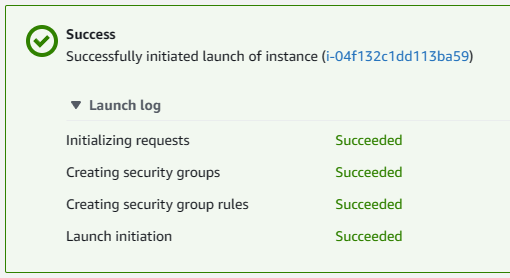 Success
Successfully initiated launch of instance (i-04f132c1dd113ba59)
Launch log
Initializing requests Succeeded
Creating security groups Succeeded
Creating security group rules Succeeded
Launch initiation Succeeded